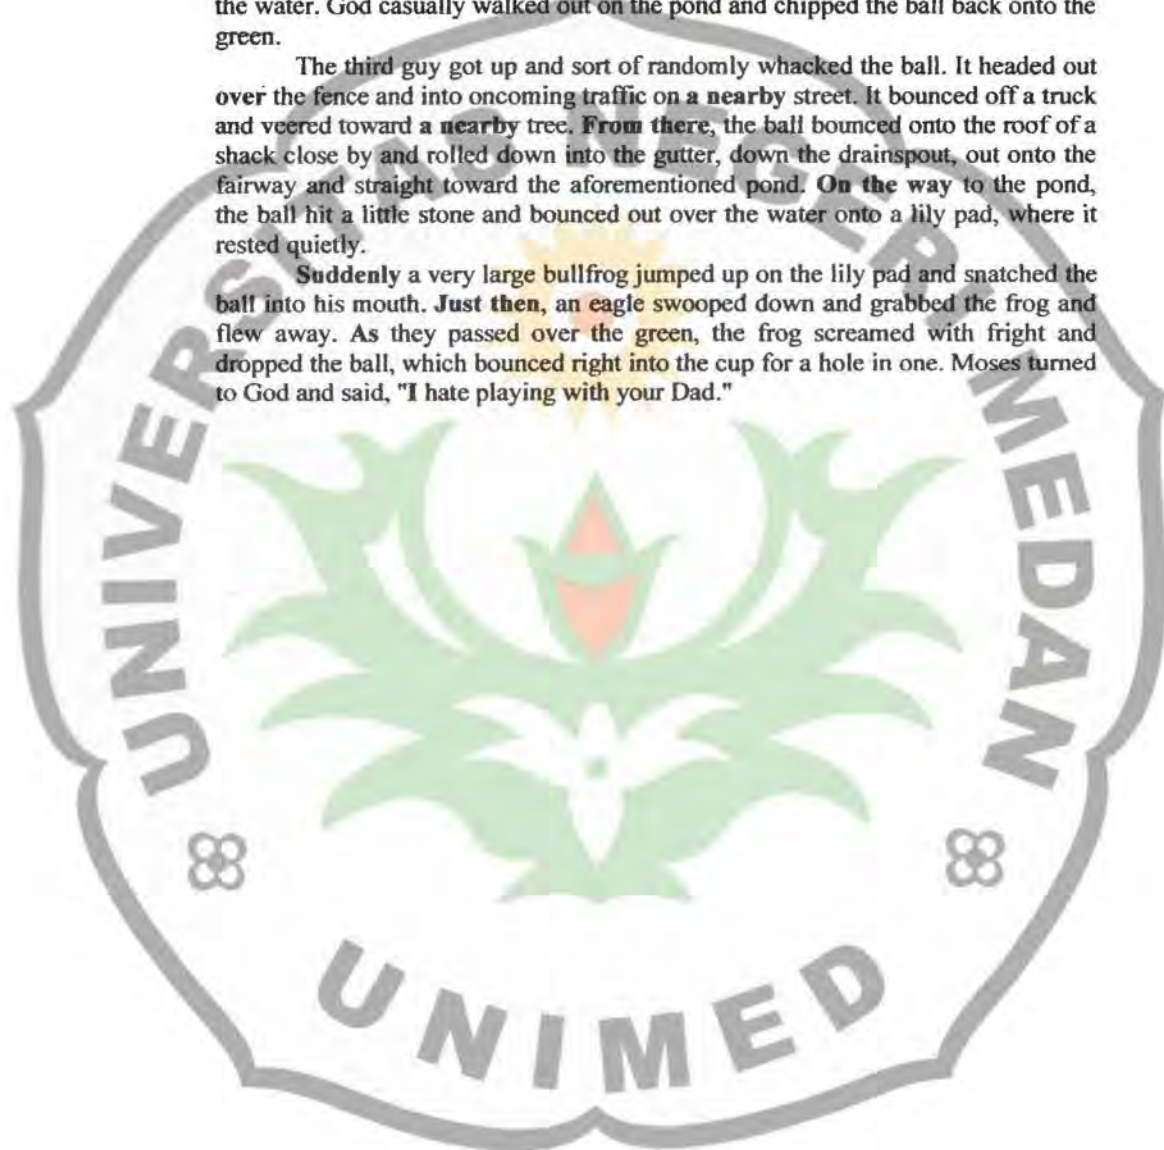 the water. God casually walked out on the pond and chipped the ball back onto the
green.
The third guy got up and sort of randomly whacked the ball. It headed out
over the fence and into oncoming traffic on a nearby street. It bounced off a truck
and veered toward a nearby tree. From there, the ball bounced onto the roof of a
shack close by and rolled down into the gutter, down the drainspout, out onto the
fairway and straight toward the aforementioned pond. On the way to the pond,
the ball hit a little stone and bounced out over the water onto a lily pad, where it
rested quietly.
Suddenly a very large bullfrog jumped up on the lily pad and snatched the
ball into his mouth. Just then, an eagle swooped down and grabbed the frog and
flew away. As they passed over the green, the frog screamed with fright and
dropped the ball, which bounced right into the cup for a hole in one. Moses turned
to God and said, "I hate playing with your Dad."
UNIVERSITAS NEGERI MEDAN
UNIMED